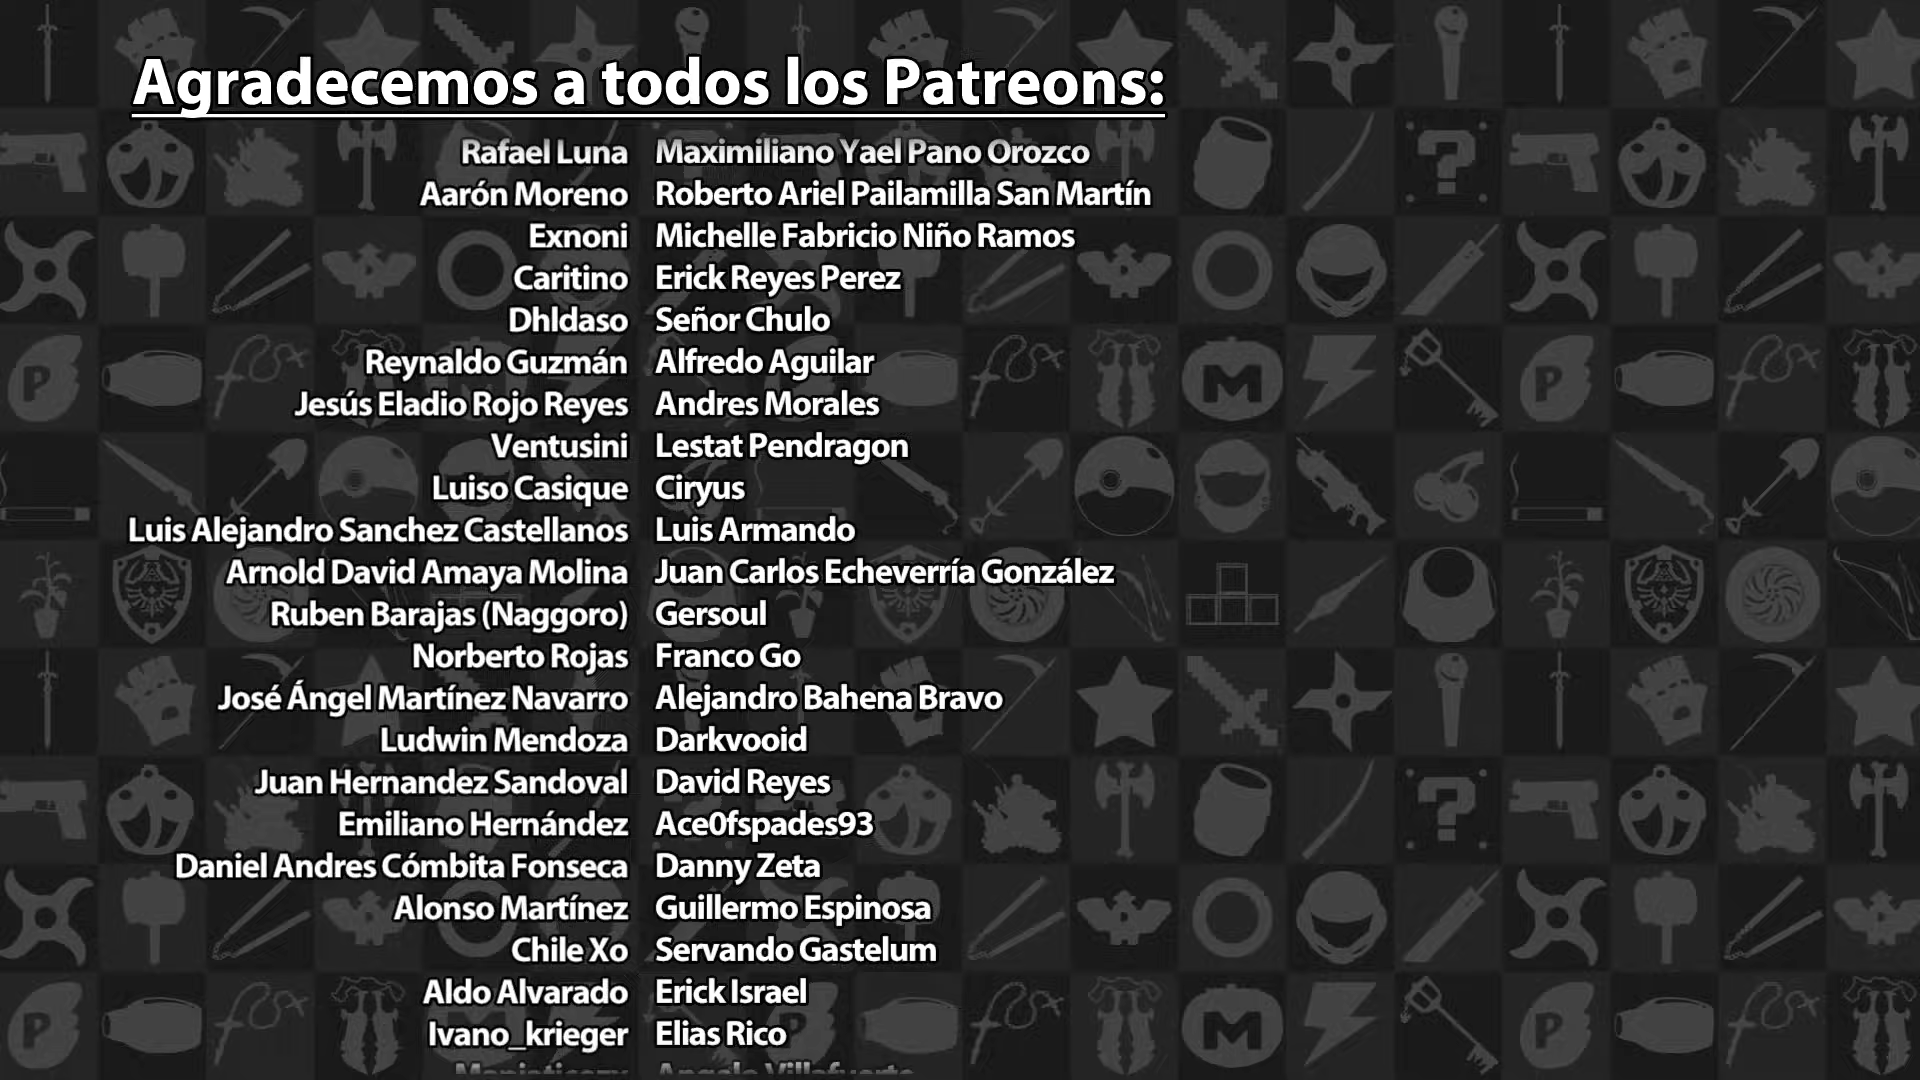 Agradecemos a todos los Patreons:
Rafael Luna Maximiliano Yael Pano Orozco
Aarón Moreno Roberto Ariel Pailamilla San Martín
Exnoni Michelle Fabricio Niño Ramos
Caritino Erick Reyes Perez
Dhldaso Señor Chulo
Reynaldo Guzmán Alfredo Aguilar
Jesús Eladio Rojo Reyes Andres Morales
Ventusini Lestat Pendragon
Luiso Casique Ciryus
Luis Alejandro Sanchez Castellanos Luis Armando
Arnold David Amaya Molina Juan Carlos Echeverría González
Ruben Barajas (Naggoro) Gersoul
Norberto Rojas Franco Go
José Ángel Martínez Navarro Alejandro Bahena Bravo
Ludwin Mendoza Darkvooid
Juan Hernandez Sandoval David Reyes
Emiliano Hernández Ace0fspades93
Daniel Andres Cómbita Fonseca Danny Zeta
Alonso Martínez Guillermo Espinosa
Chile Xo Servando Gastelum
Aldo Alvarado Erick Israel
Ivano_krieger Elias Rico